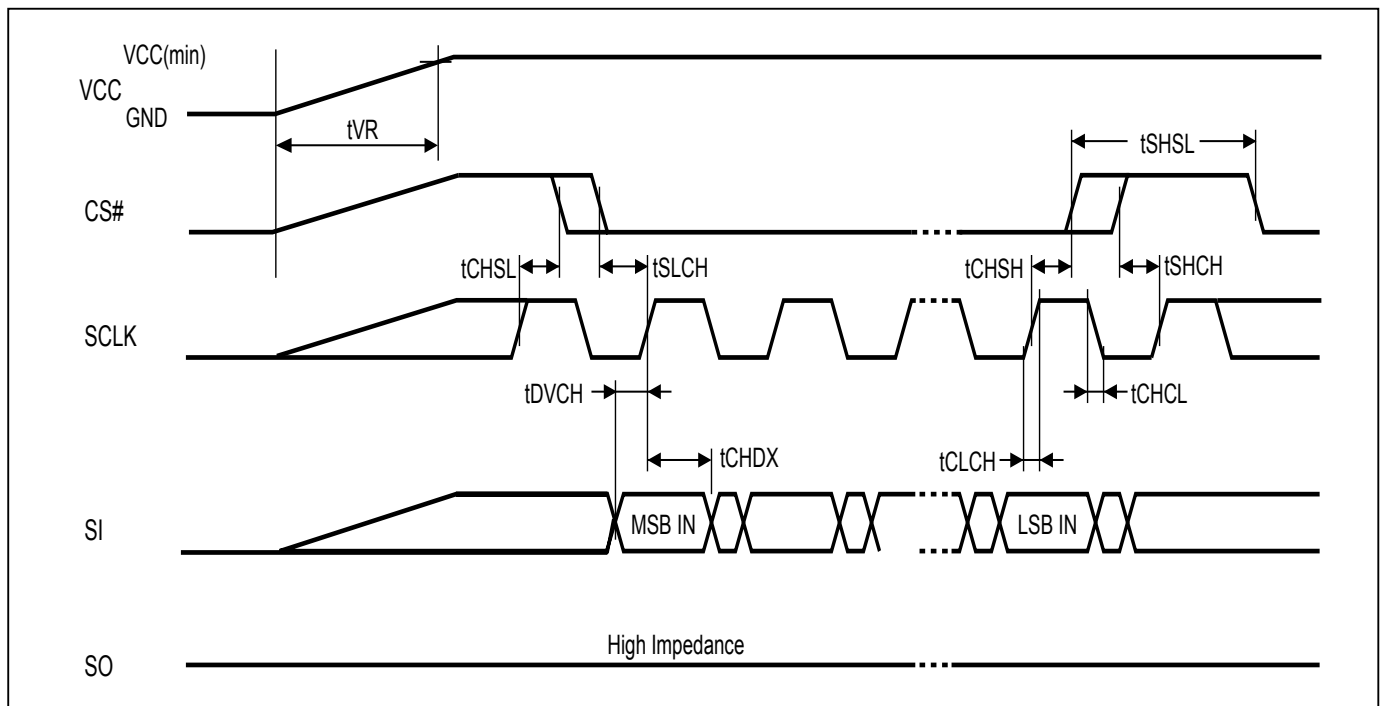 VCC(min)
VCC
GND
tVR
tSHSL
CS#
tCHSL
tSLCH
tCHSH
tSHCH
SCLK
tDVCH
tCHCL
tCHDX
tCLCH
SI
MSB IN
LSB IN
High Impedance
SO